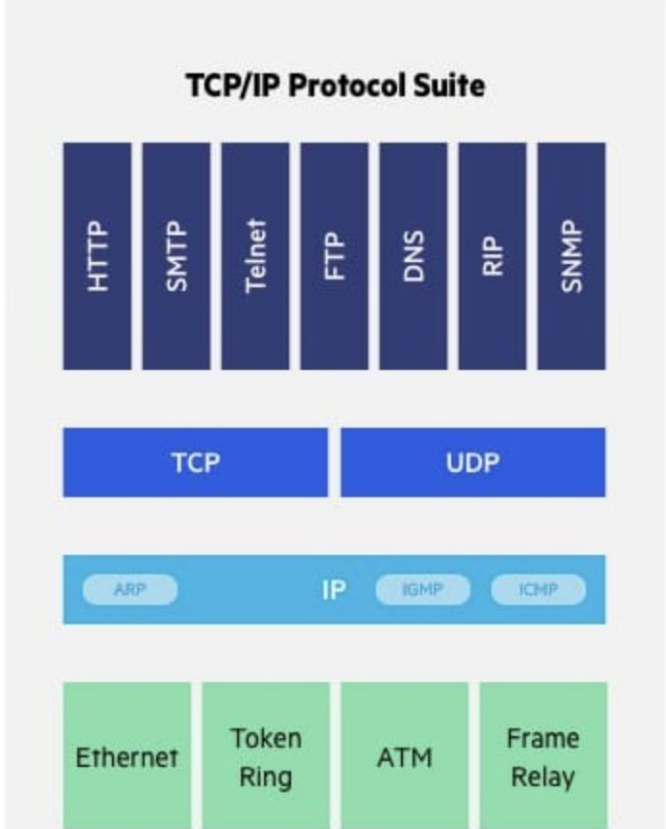 TCP/IP Protocol Suite
HTTP
SMTP
Telnet
FTP
DNS
RIP
SNMP
TCP
UDP
ARP
IP
IGMP
ICMP
Ethernet
Token
Ring
ATM
Frame
Relay